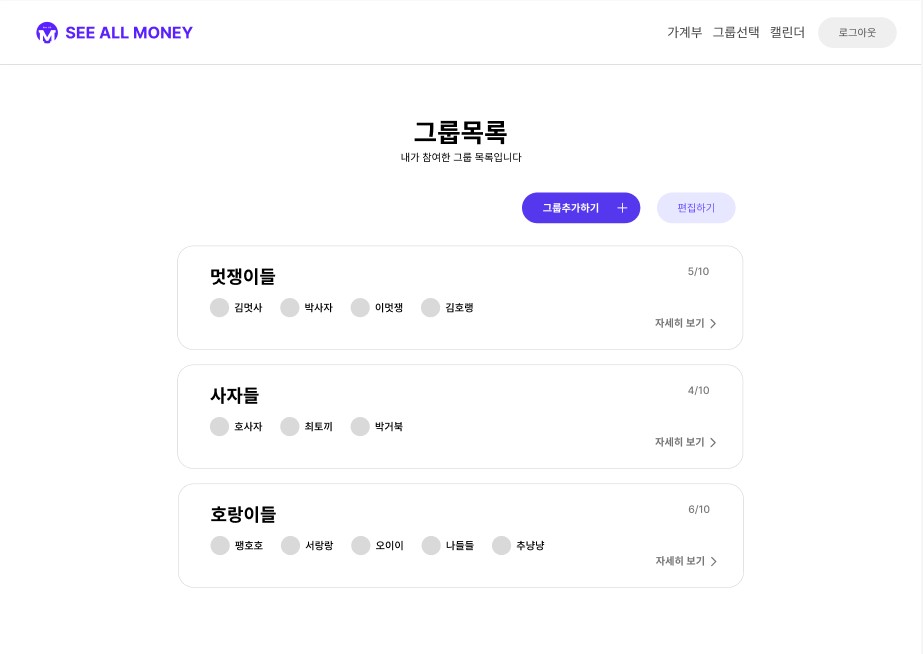 SEE ALL MONEY
가계부 그룹선택 캘린더 로그아웃
그룹목록
내가 참여한 그룹 목록입니다
그룹추가하기 + 편집하기
멋쟁이들 5/10
김멋사 박사자 이멋쟁 김호랭
자세히 보기 >
사자들 4/10
호사자 최토끼 박거북
자세히 보기 >
호랑이들 6/10
팽호호 서랑랑 오이이 나들들 추냥냥
자세히 보기 >